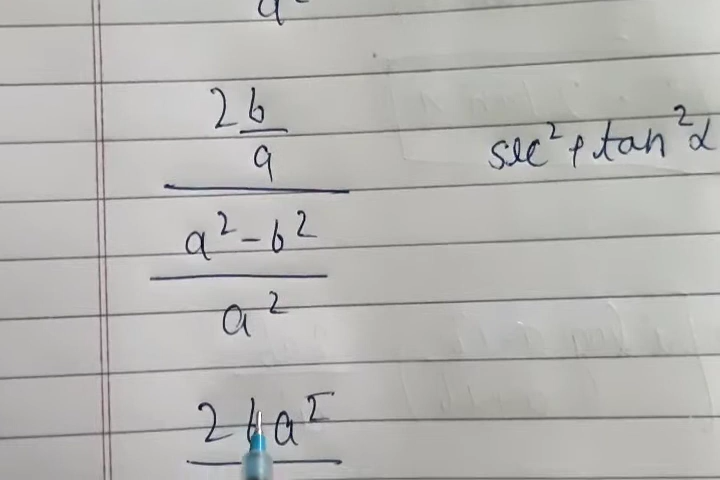 a
2b
a
sec² + tan²α
a² - b²
a²
2ba²